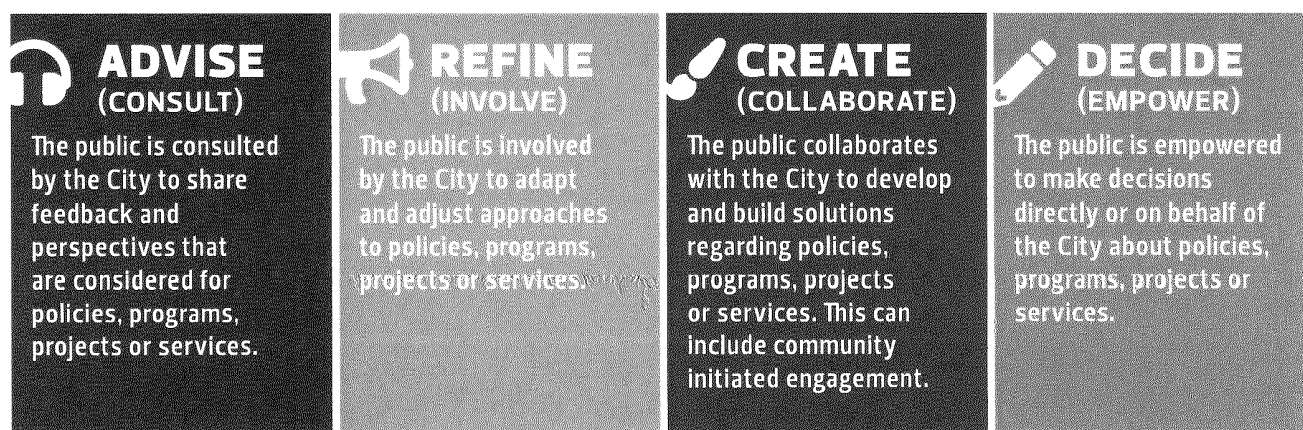 ADVISE
(CONSULT)
The public is consulted
by the City to share
feedback and
perspectives that
are considered for
policies, programs,
projects or services.
REFINE
(INVOLVE)
The public is involved
by the City to adapt
and adjust approaches
to policies, programs,
projects or services.
CREATE
(COLLABORATE)
The public collaborates
with the City to develop
and build solutions
regarding policies,
programs, projects
or services. This can
include community
initiated engagement.
DECIDE
(EMPOWER)
The public is empowered
to make decisions
directly or on behalf of
the City about policies,
programs, projects or
services.